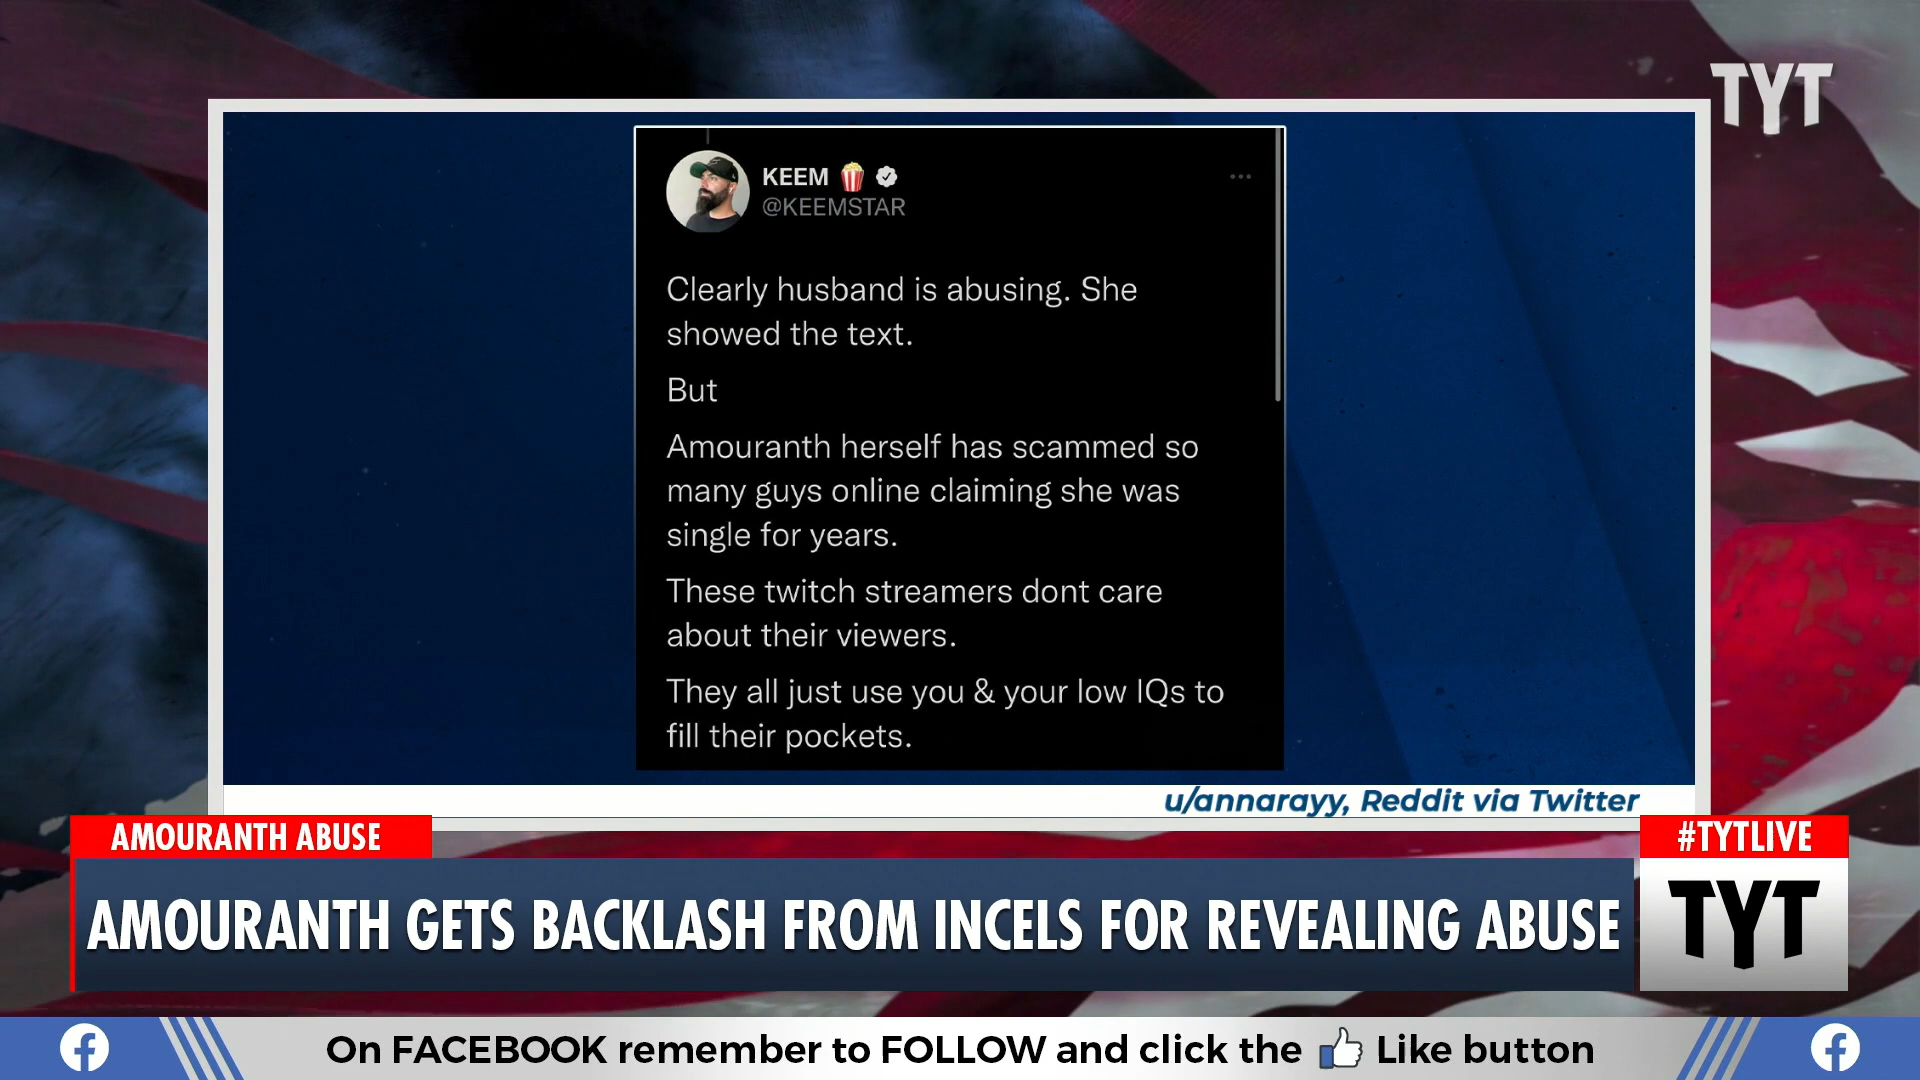 TYT
KEEM
@KEEMSTAR
Clearly husband is abusing. She
showed the text.
But
Amouranth herself has scammed so
many guys online claiming she was
single for years.
These twitch streamers dont care
about their viewers.
They all just use you & your low IQs to
fill their pockets.
u/annarayy, Reddit via Twitter
AMOURANTH ABUSE
#TYTLIVE
AMOURANTH GETS BACKLASH FROM INCELS FOR REVEALING ABUSE
TYT
On FACEBOOK remember to FOLLOW and click the Like button